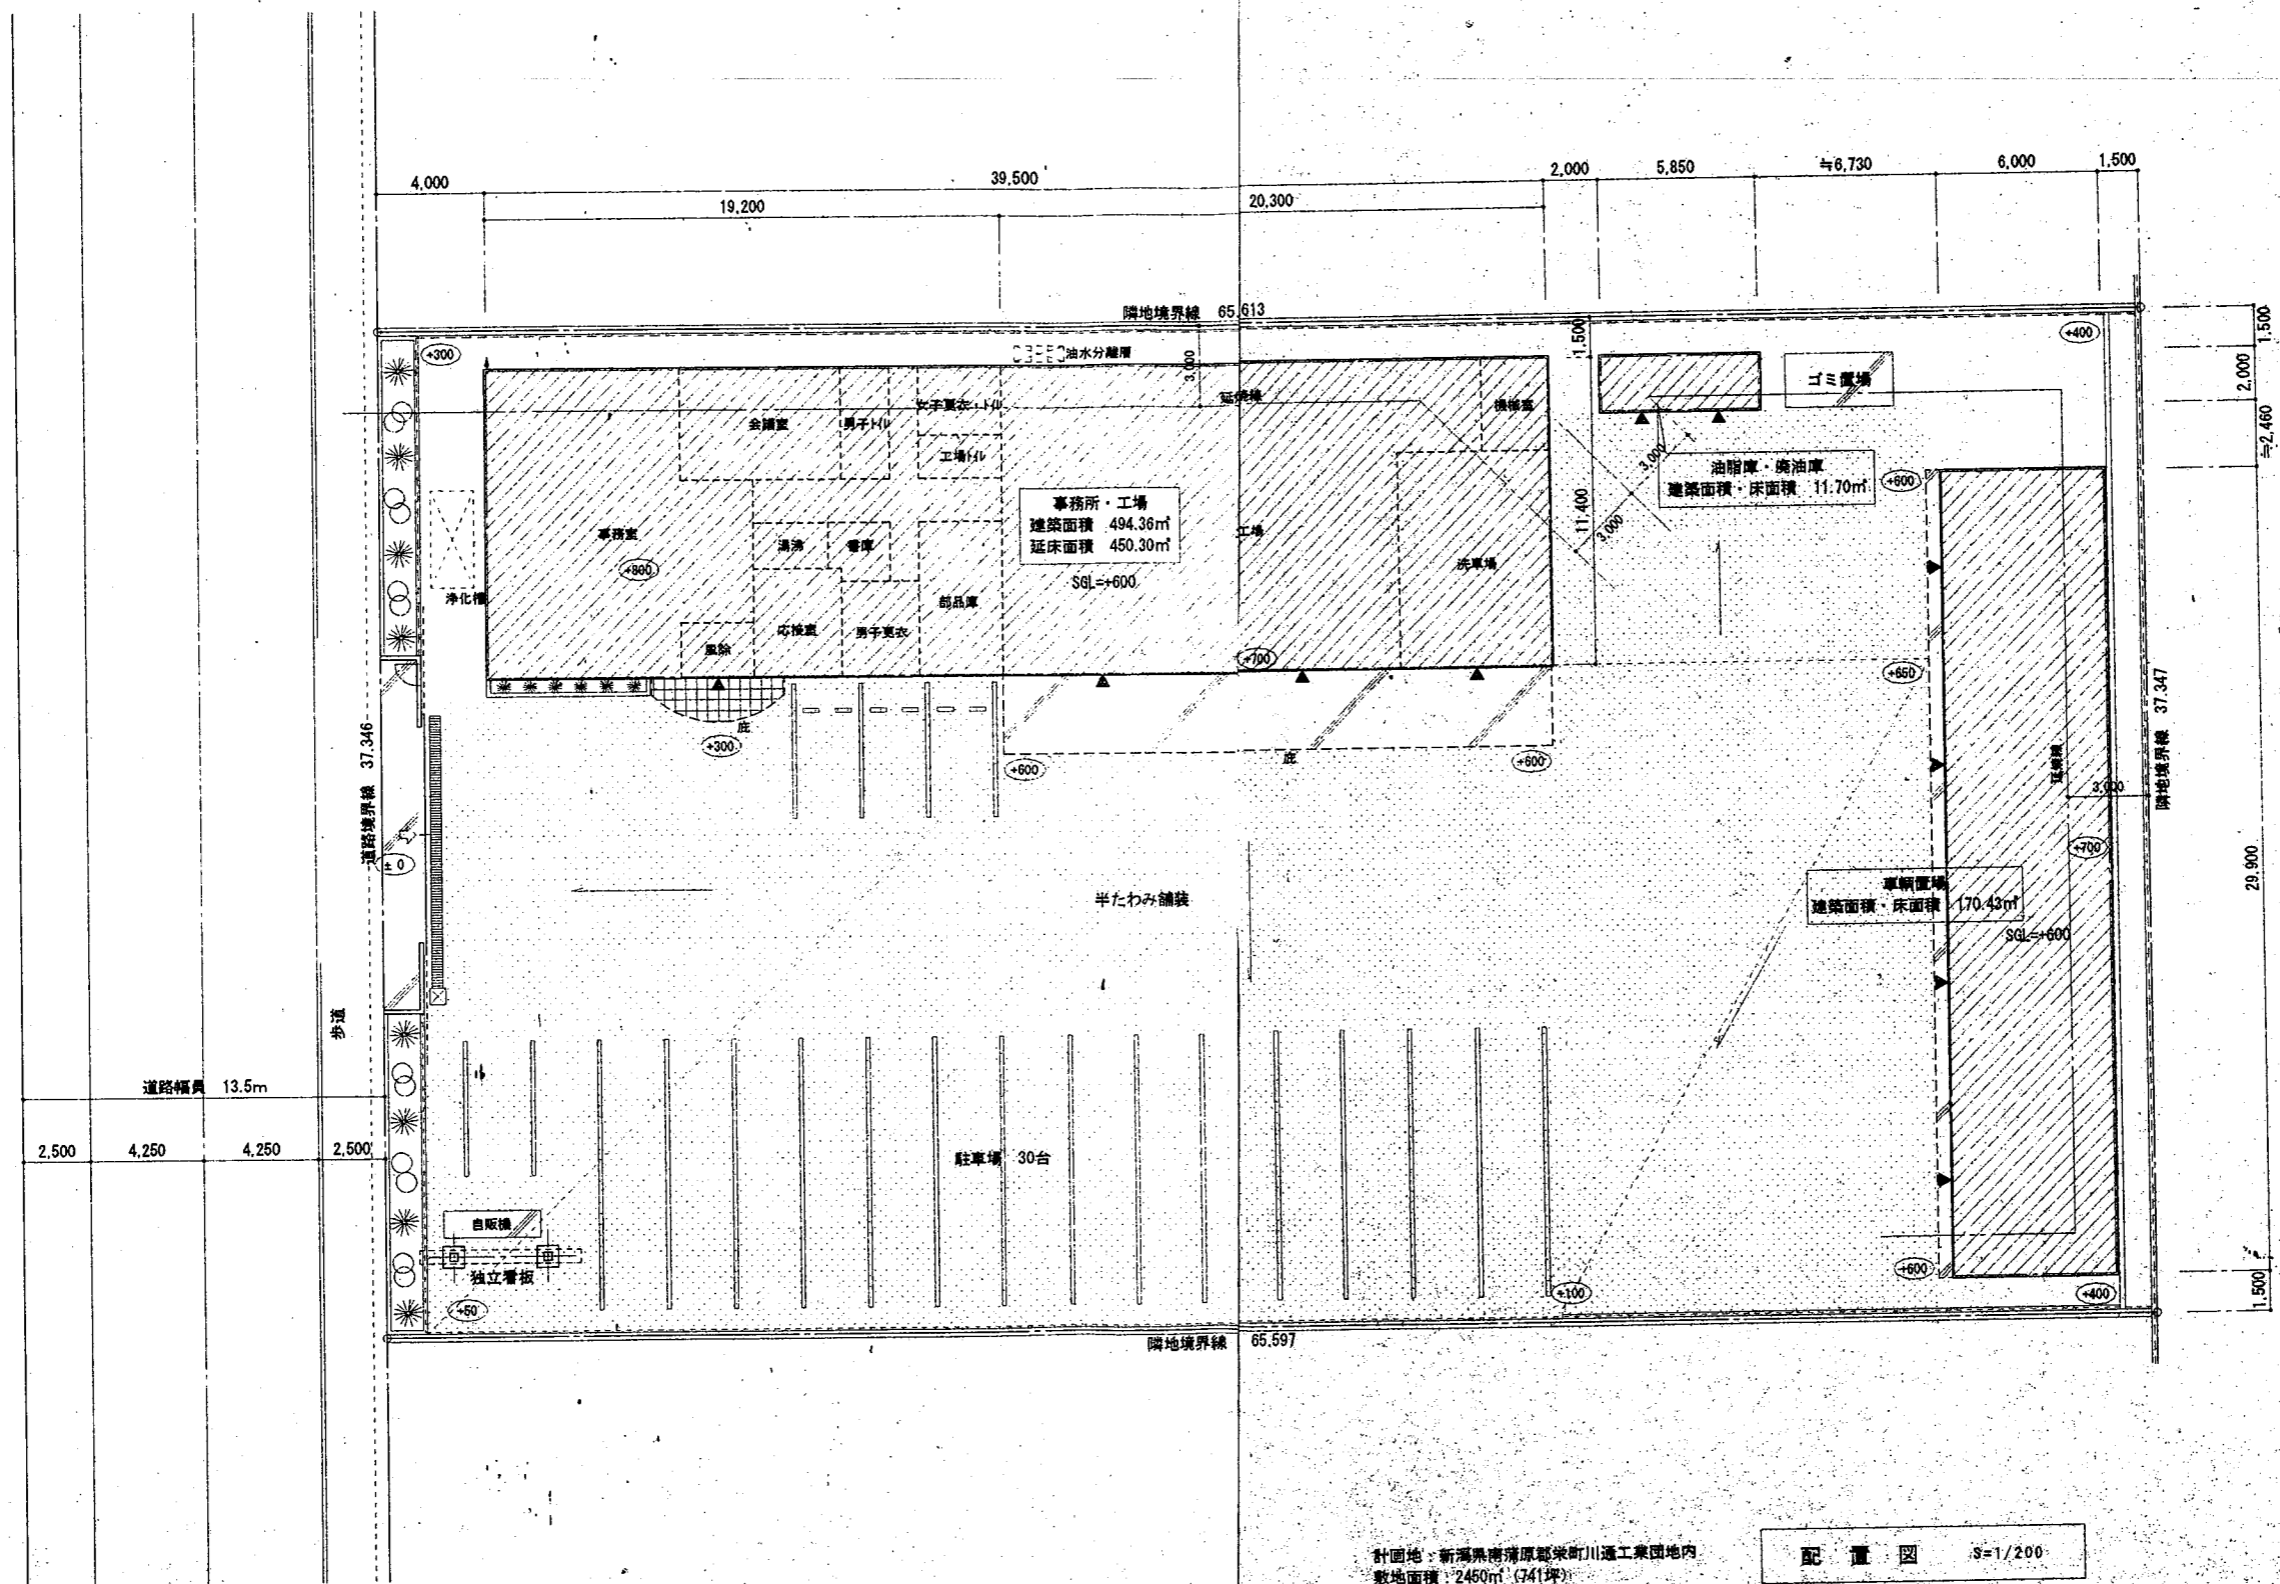 4,000
39,500
2,000
5,850
≒6,730
6,000
1,500
19,200
20,300
隣地境界線 65,613
+300
油水分離層
3,000
1,500
+400
1,500
2,000
≒2,460
延焼線
ゴミ置場
会議室
男子トイレ
女子更衣・トイレ
工場トイレ
機械室
3,000
3,000
油脂庫・廃油庫
建築面積・床面積 11.70㎡
+600
事務所・工場
建築面積 494.36㎡
延床面積 450.30㎡
SGL=+600
11,400
事務室
+800
湯沸
書庫
工場
洗車場
浄化槽
部品庫
応接室
男子更衣
風除
+700
+650
道路境界線 37.346
庇
+300
+600
庇
+600
延焼線
3,000
隣地境界線 37.347
±0
+700
29,900
半たわみ舗装
車輌置場
建築面積・床面積 170.43㎡
SGL=+600
歩道
道路幅員 13.5m
2,500
4,250
4,250
2,500
駐車場 30台
自販機
独立看板
+50
+100
+600
+400
1,500
隣地境界線 65,597
計画地：新潟県南蒲原郡栄町川通工業団地内
敷地面積：2450㎡ (741坪)
配置図 S=1/200